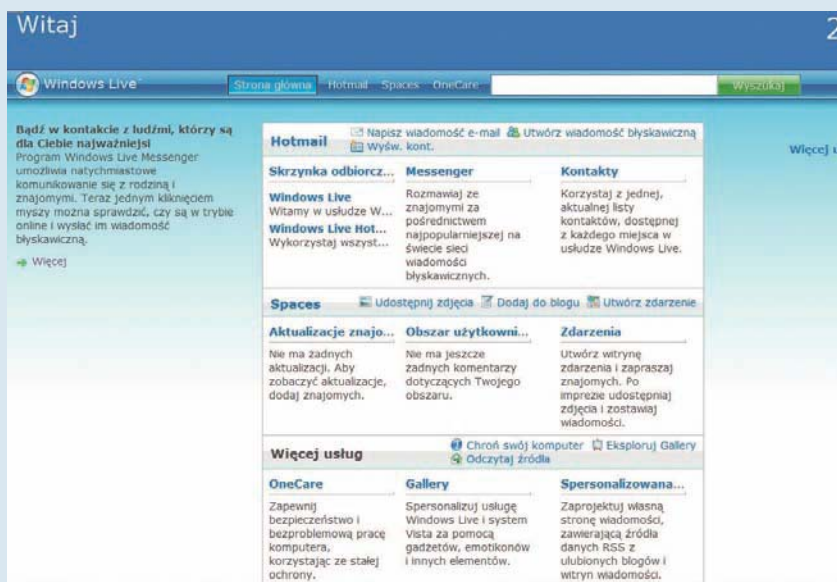 Witaj
2
Windows Live™
Strona główna Hotmail Spaces OneCare
Wyszukaj
Bądź w kontakcie z ludźmi, którzy są
dla Ciebie najważniejsi
Program Windows Live Messenger
umożliwia natychmiastowe
komunikowanie się z rodziną i
znajomymi. Teraz jednym kliknięciem
myszy można sprawdzić, czy są w trybie
online i wysłać im wiadomość
błyskawiczną.
Więcej
Hotmail
Napisz wiadomość e-mail Utwórz wiadomość błyskawiczną
Wyśw. kont.
Skrzynka odbiorcz...
Windows Live
Witamy w usłudze W...
Windows Live Hot...
Wykorzystaj wszyst...
Messenger
Rozmawiaj ze
znajomymi za
pośrednictwem
najpopularniejszej na
świecie sieci
wiadomości
błyskawicznych.
Kontakty
Korzystaj z jednej,
aktualnej listy
kontaktów, dostępnej
z każdego miejsca w
usłudze Windows Live.
Spaces
Udostępnij zdjęcia Dodaj do blogu Utwórz zdarzenie
Aktualizacje znajo...
Nie ma żadnych
aktualizacji. Aby
zobaczyć aktualizacje,
dodaj znajomych.
Obszar użytkowni...
Nie ma jeszcze
żadnych komentarzy
dotyczących Twojego
obszaru.
Zdarzenia
Utwórz witrynę
zdarzenia i zapraszaj
znajomych. Po
imprezie udostępniaj
zdjęcia i zostawiaj
wiadomości.
Więcej usług
Chroń swój komputer Eksploruj Gallery
Odczytaj źródła
OneCare
Zapewnij
bezpieczeństwo i
bezproblemową pracę
komputera,
korzystając ze stałej
ochrony.
Gallery
Spersonalizuj usługę
Windows Live i system
Vista za pomocą
gadżetów, emotikonów
i innych elementów.
Spersonalizowana...
Zaprojektuj własną
stronę wiadomości,
zawierającą źródła
danych RSS z
ulubionych blogów i
witryn wiadomości.
Więcej u